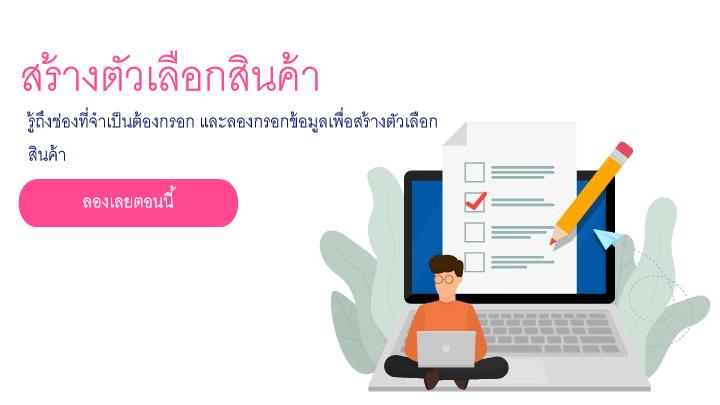 สร้างตัวเลือกสินค้า
รู้ถึงช่องที่จำเป็นต้องกรอก และลองกรอกข้อมูลเพื่อสร้างตัวเลือก
สินค้า
ลองเลยตอนนี้